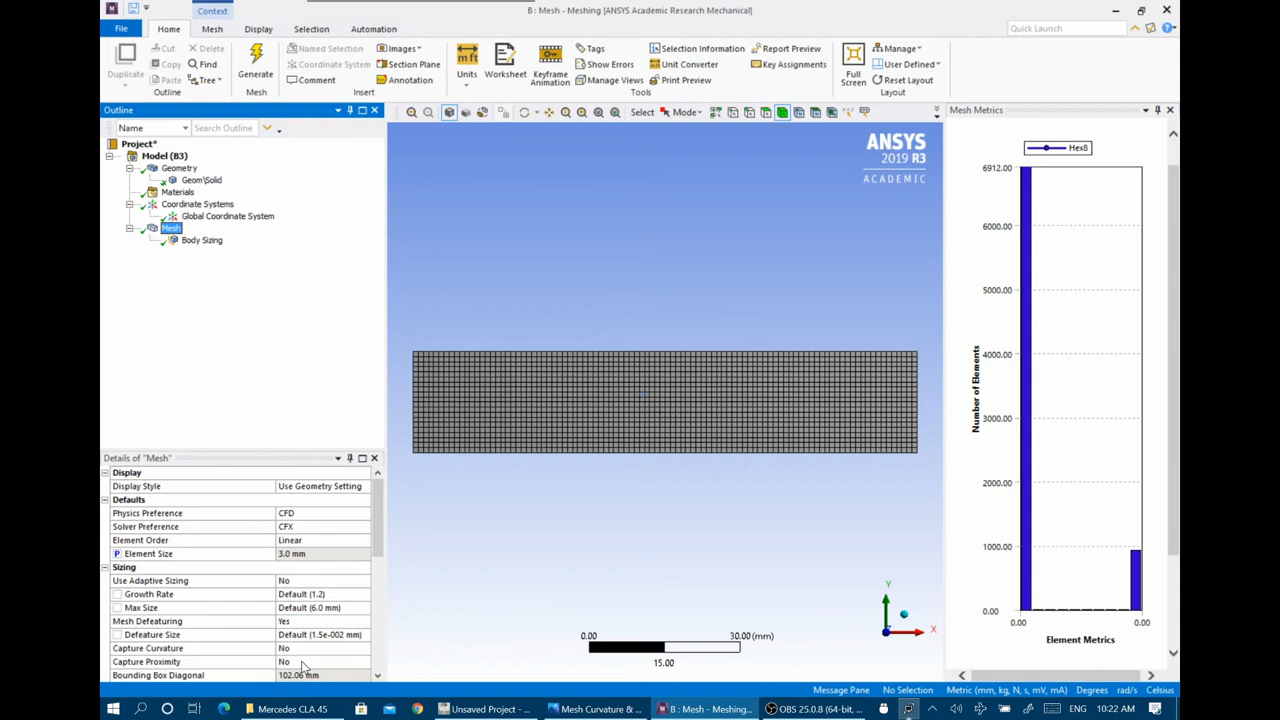 Context
B : Mesh - Meshing [ANSYS Academic Research Mechanical]
File Home Mesh Display Selection Automation
Quick Launch
Duplicate
Cut
Copy
Paste
Delete
Find
Tree
Outline
Generate
Mesh
Named Selection
Coordinate System
Comment
Images
Section Plane
Annotation
Insert
Units
Worksheet
Keyframe
Animation
Tags
Show Errors
Manage Views
Selection Information
Unit Converter
Print Preview
Report Preview
Key Assignments
Tools
Full
Screen
Manage
User Defined
Reset Layout
Layout
Outline
Name
Search Outline
Project*
Model (B3)
Geometry
Geom\Solid
Materials
Coordinate Systems
Global Coordinate System
Mesh
Body Sizing
Details of "Mesh"
Display
Display Style Use Geometry Setting
Defaults
Physics Preference CFD
Solver Preference CFX
Element Order Linear
P Element Size 3.0 mm
Sizing
Use Adaptive Sizing No
Growth Rate Default (1.2)
Max Size Default (6.0 mm)
Mesh Defeaturing Yes
Defeature Size Default (1.5e-002 mm)
Capture Curvature No
Capture Proximity No
Bounding Box Diagonal 102.06 mm
Select Mode
ANSYS
2019 R3
ACADEMIC
0.00 30.00 (mm)
15.00
Y
X
Mesh Metrics
Hex8
6912.00
6000.00
5000.00
4000.00
3000.00
2000.00
1000.00
0.00
Number of Elements
0.00 0.00
Element Metrics
Message Pane No Selection Metric (mm, kg, N, s, mV, mA) Degrees rad/s Celsius
Mercedes CLA 45
Unsaved Project - ...
Mesh Curvature & ...
B : Mesh - Meshing...
OBS 25.0.8 (64-bit, ...
ENG
10:22 AM